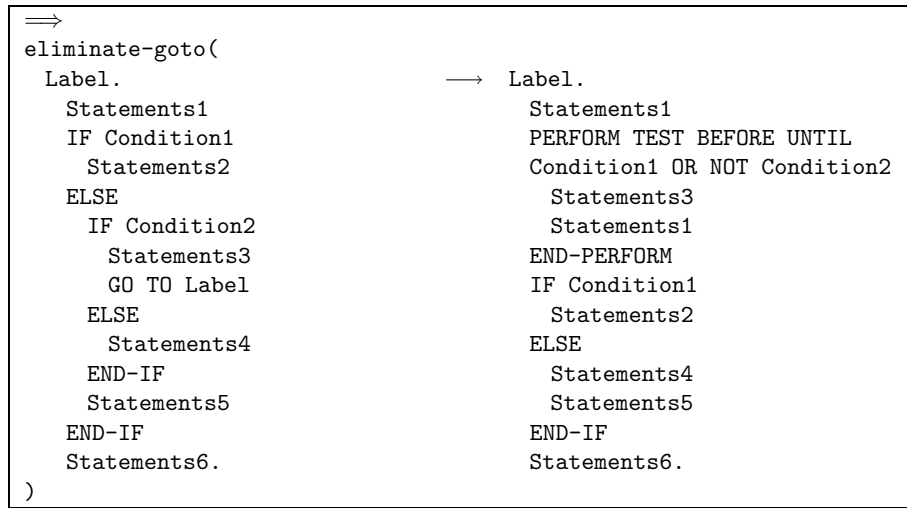 ⟹
eliminate-goto(
Label. ⟶ Label.
Statements1 Statements1
IF Condition1 PERFORM TEST BEFORE UNTIL
Statements2 Condition1 OR NOT Condition2
ELSE Statements3
IF Condition2 Statements1
Statements3 END-PERFORM
GO TO Label IF Condition1
ELSE Statements2
Statements4 ELSE
END-IF Statements4
Statements5 Statements5
END-IF END-IF
Statements6. Statements6.
)